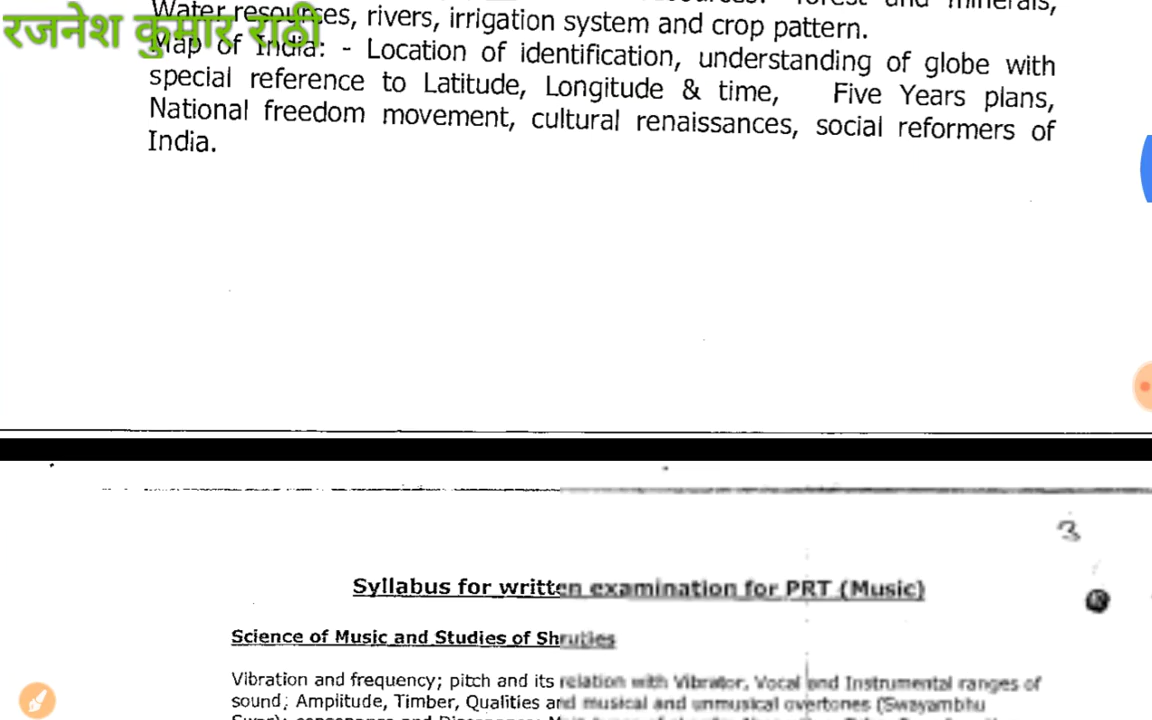 forest and minerals,
Water resources, rivers, irrigation system and crop pattern.
रजनेश कुमार राठी
Map of India: - Location of identification, understanding of globe with
special reference to Latitude, Longitude & time, Five Years plans,
National freedom movement, cultural renaissances, social reformers of
India.
3
Syllabus for written examination for PRT (Music)
Science of Music and Studies of Shruties
Vibration and frequency; pitch and its relation with Vibrator, Vocal and Instrumental ranges of
sound; Amplitude, Timber, Qualities and musical and unmusical overtones (Swayambhu